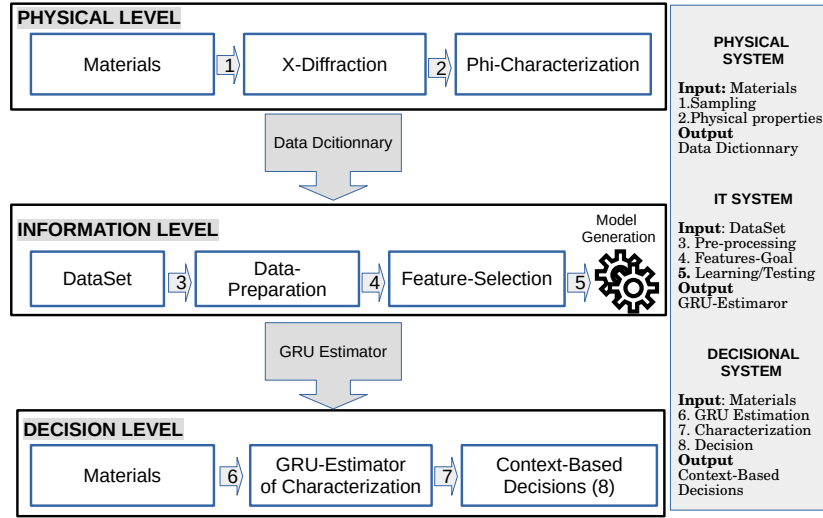 PHYSICAL LEVEL
Materials
1
X-Diffraction
2
Phi-Characterization
Data Dcitionnary
INFORMATION LEVEL
Model
Generation
DataSet
3
Data-
Preparation
4
Feature-Selection
5
GRU Estimator
DECISION LEVEL
Materials
6
GRU-Estimator
of Characterization
7
Context-Based
Decisions (8)
PHYSICAL
SYSTEM
Input: Materials
1.Sampling
2.Physical properties
Output
Data Dictionnary
IT SYSTEM
Input: DataSet
3. Pre-processing
4. Features-Goal
5. Learning/Testing
Output
GRU-Estimaror
DECISIONAL
SYSTEM
Input: Materials
6. GRU Estimation
7. Characterization
8. Decision
Output
Context-Based
Decisions